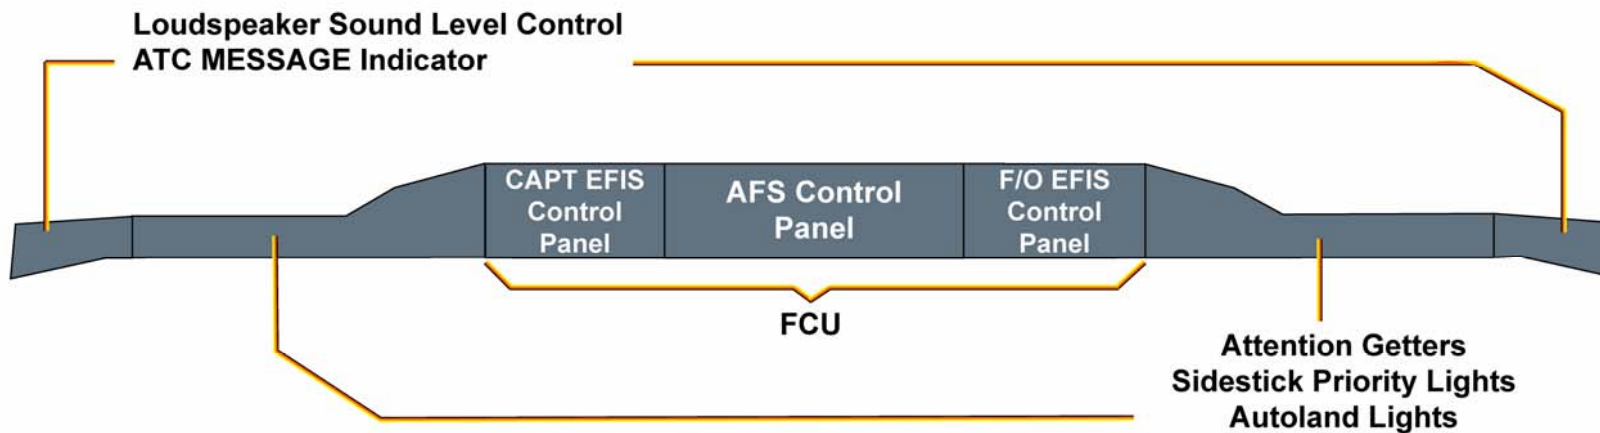 Loudspeaker Sound Level Control
ATC MESSAGE Indicator
CAPT EFIS
Control
Panel
AFS Control
Panel
F/O EFIS
Control
Panel
FCU
Attention Getters
Sidestick Priority Lights
Autoland Lights